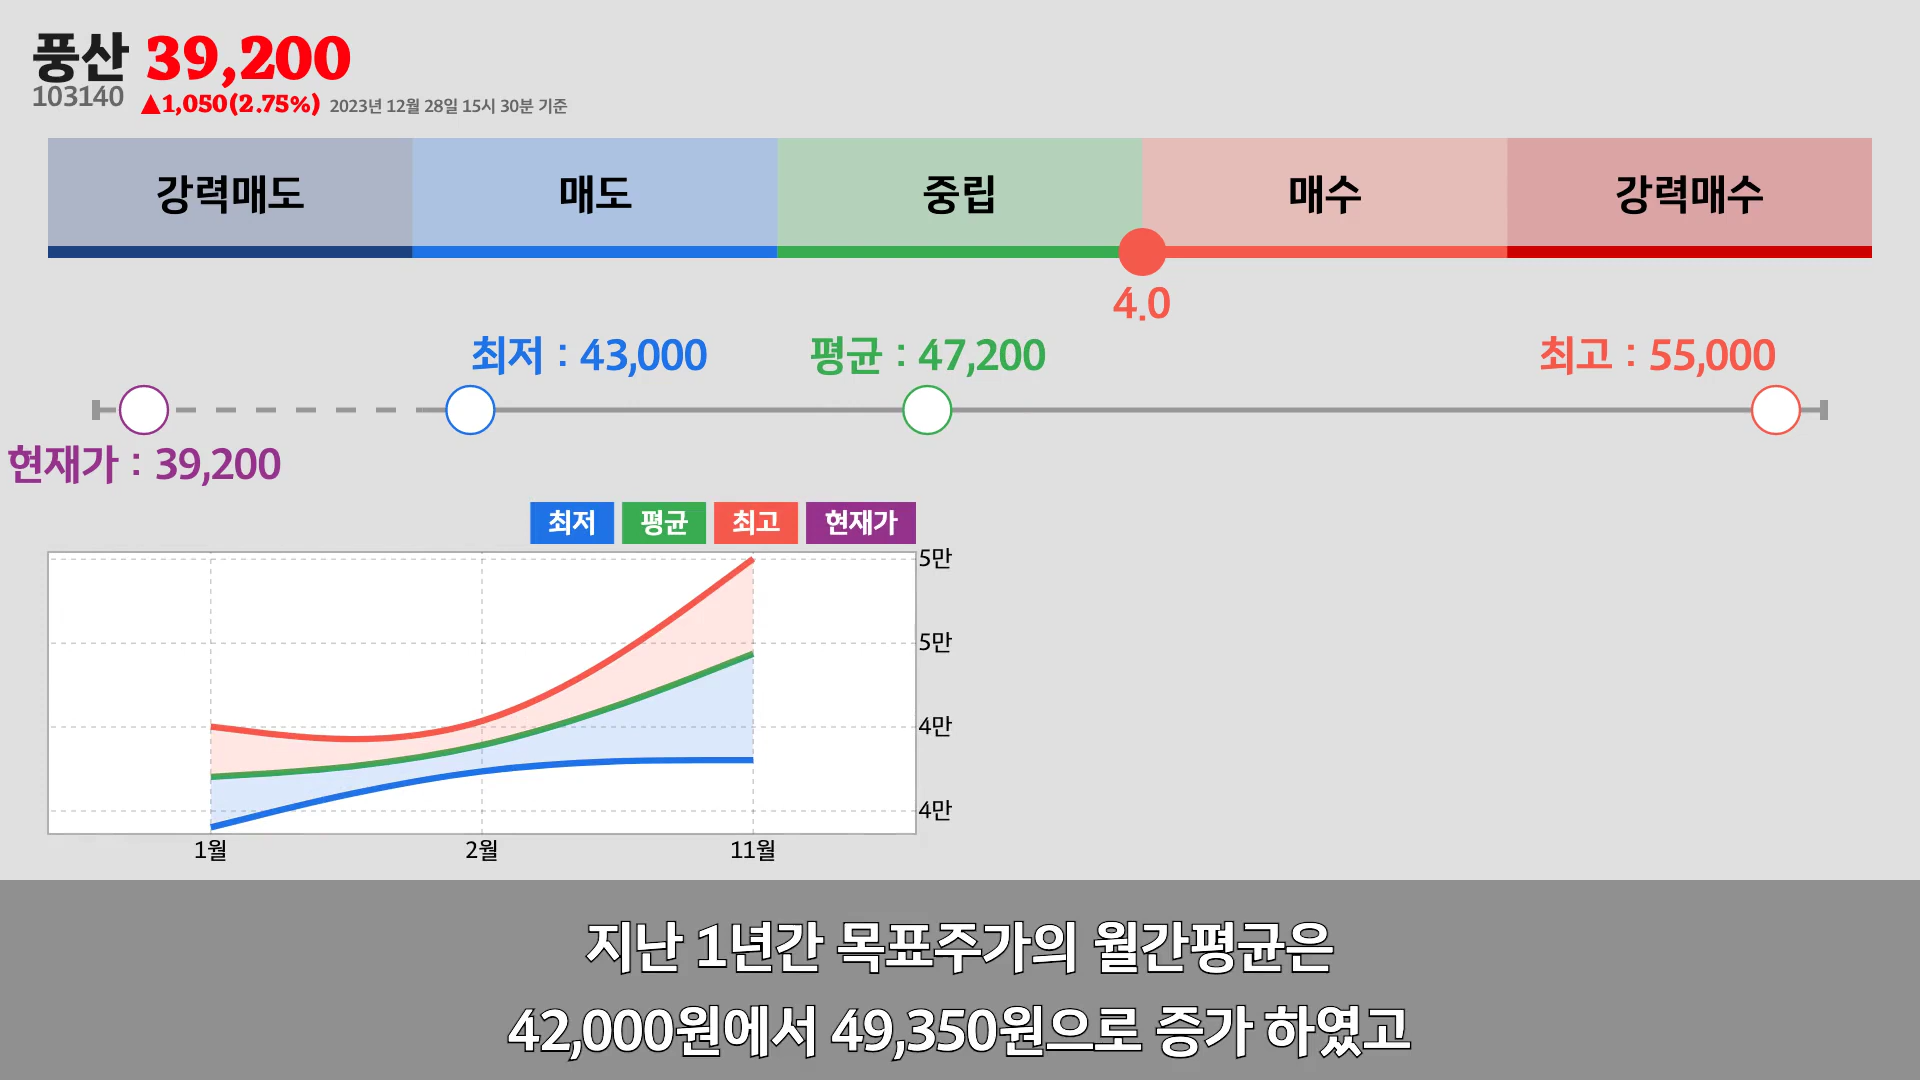 풍산 39,200
103140 ▲1,050(2.75%) 2023년 12월 28일 15시 30분 기준
강력매도 매도 중립 매수 강력매수
4.0
최저 : 43,000 평균 : 47,200 최고 : 55,000
현재가 : 39,200
최저 평균 최고 현재가
5만
5만
4만
4만
1월 2월 11월
지난 1년간 목표주가의 월간평균은
42,000원에서 49,350원으로 증가 하였고